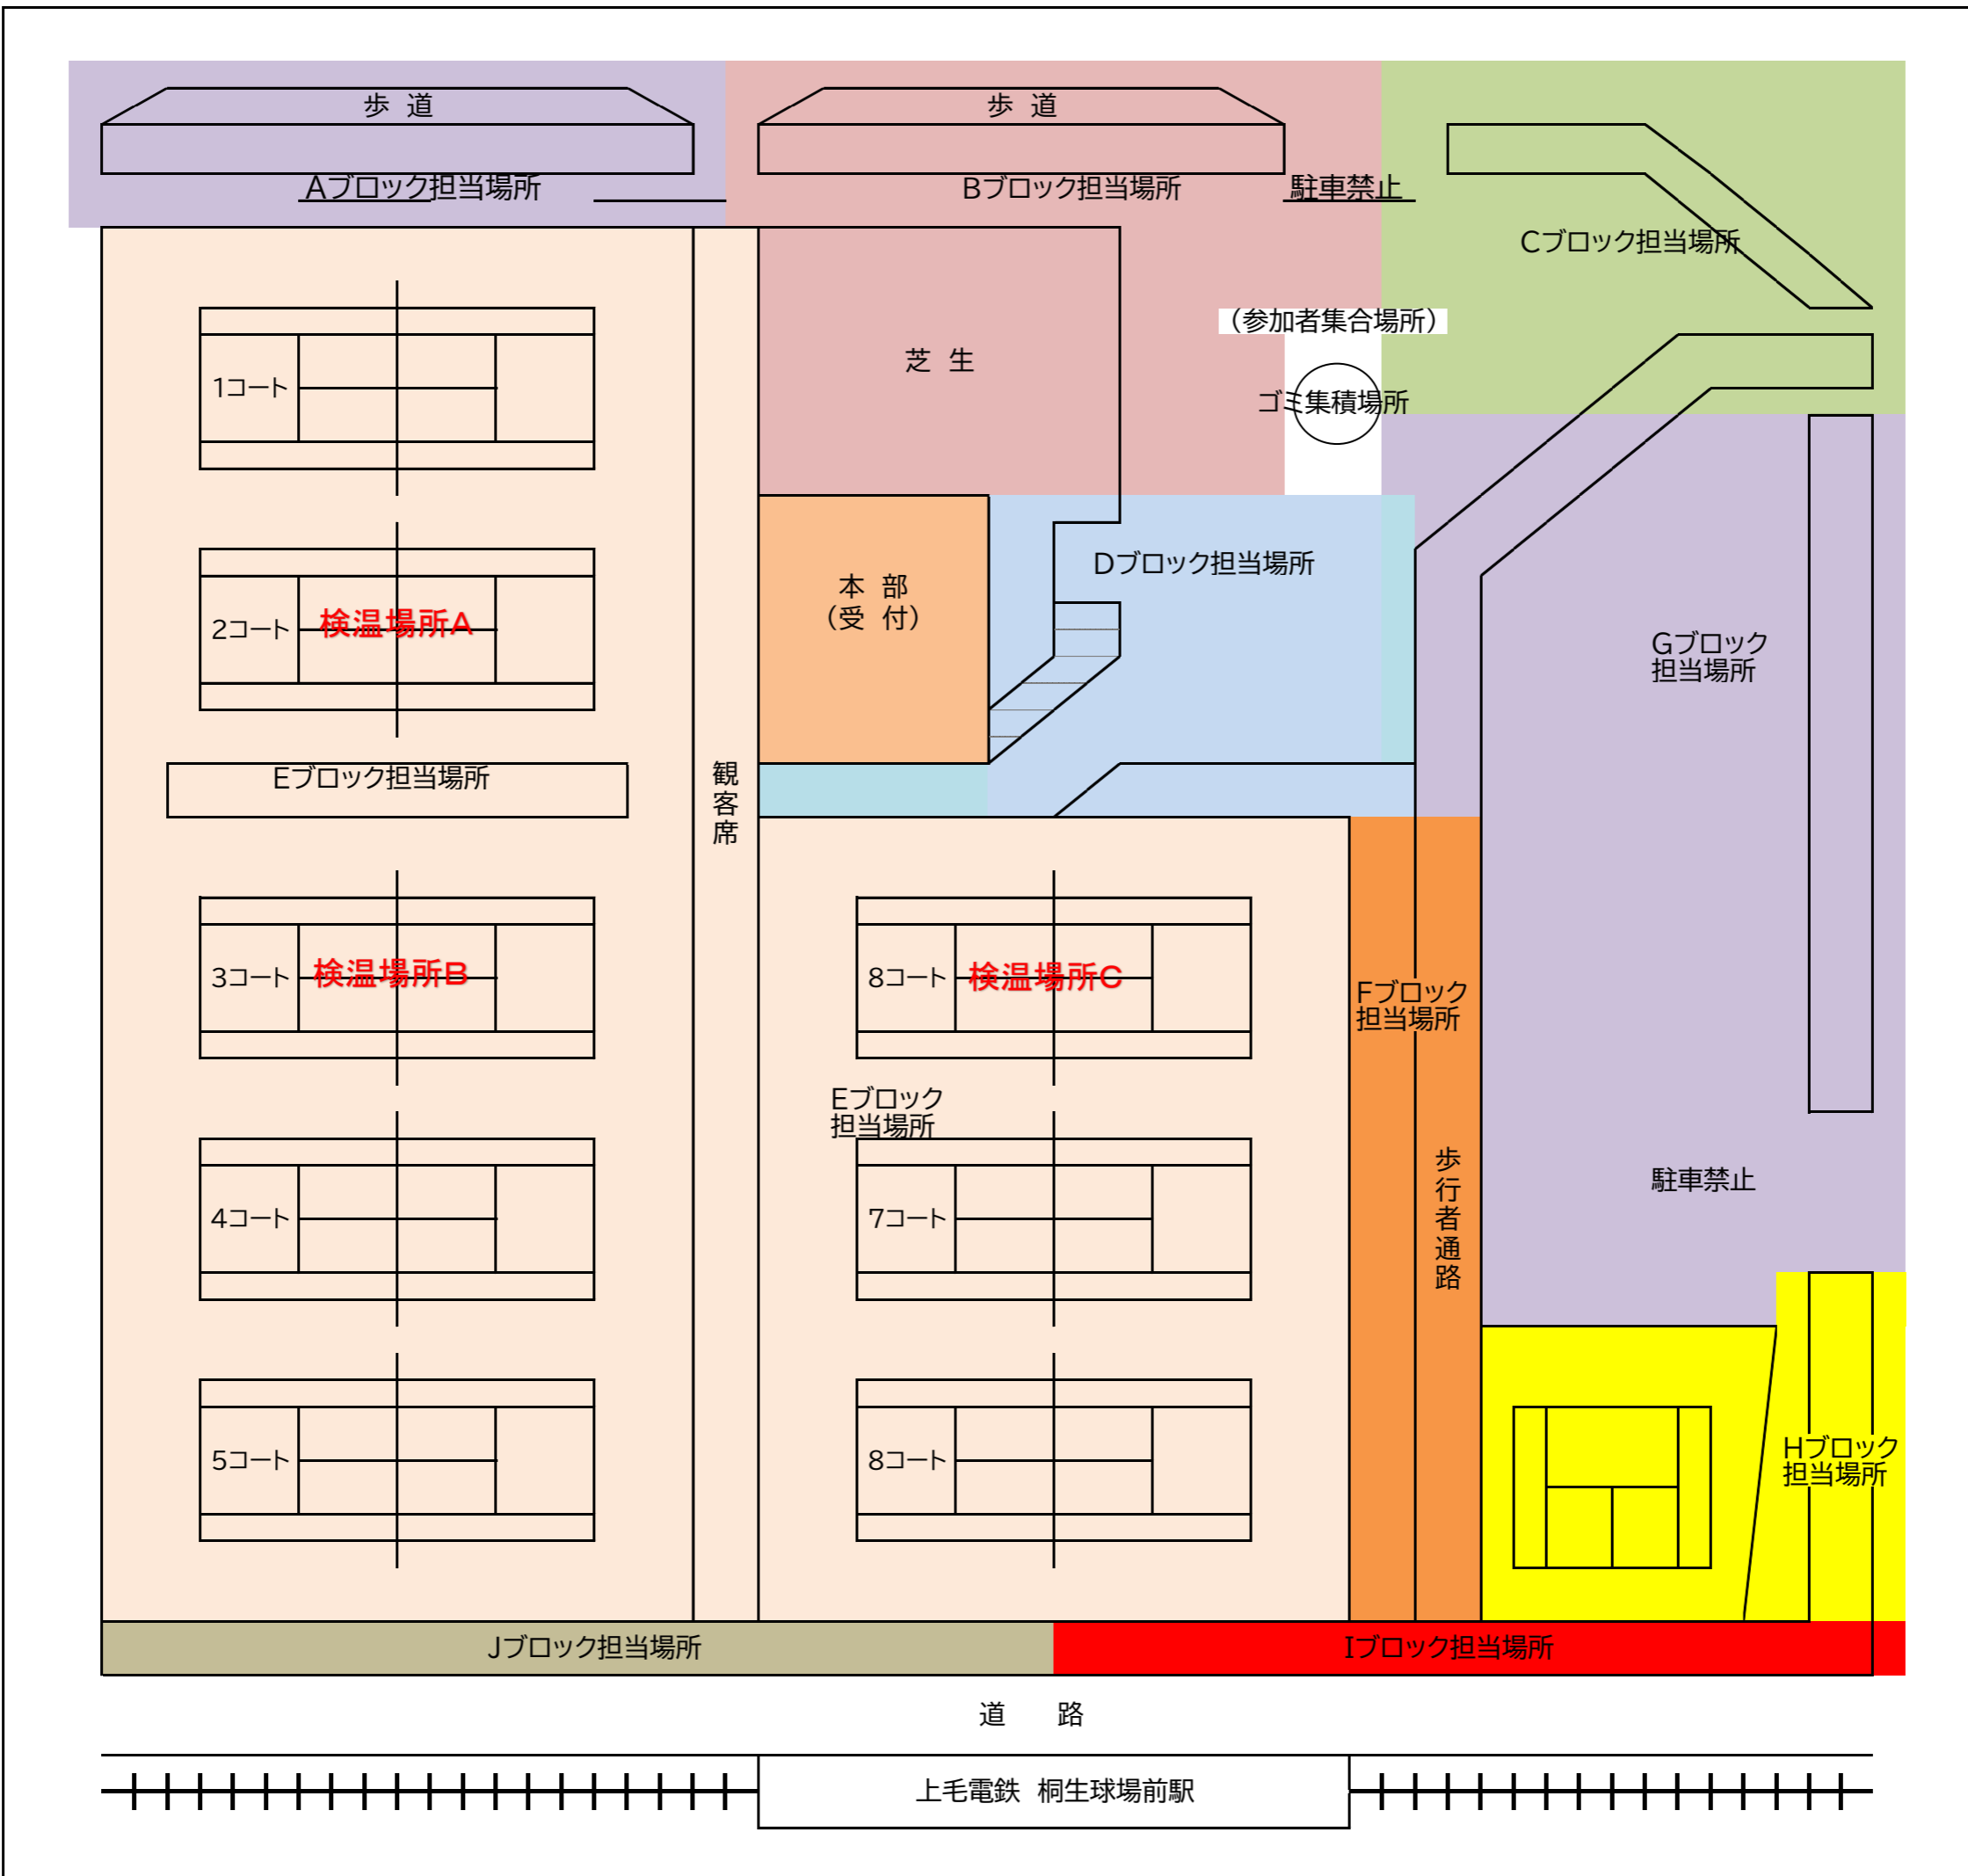 歩　道
歩　道
Aブロック担当場所
Bブロック担当場所
駐車禁止
Cブロック担当場所
（参加者集合場所）
芝　生
1コート
ゴミ集積場所
Dブロック担当場所
本　部
（受　付）
2コート
検温場所A
Gブロック
担当場所
Eブロック担当場所
観客席
3コート
検温場所B
8コート
検温場所C
Fブロック
担当場所
Eブロック
担当場所
歩行者通路
駐車禁止
4コート
7コート
5コート
8コート
Hブロック
担当場所
Jブロック担当場所
Iブロック担当場所
道　　路
上毛電鉄　桐生球場前駅